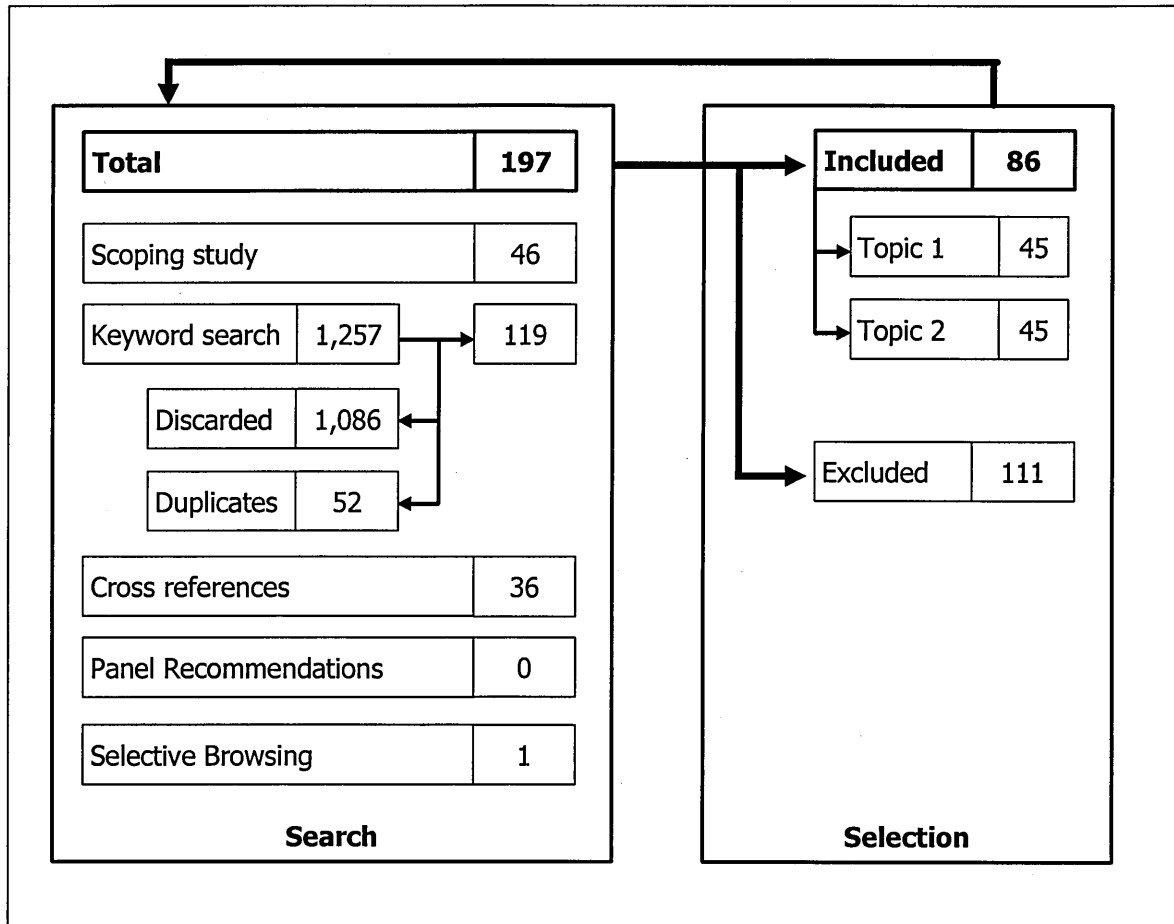 Total 197
Scoping study 46
Keyword search 1,257 119
Discarded 1,086
Duplicates 52
Cross references 36
Panel Recommendations 0
Selective Browsing 1
Search
Included 86
Topic 1 45
Topic 2 45
Excluded 111
Selection